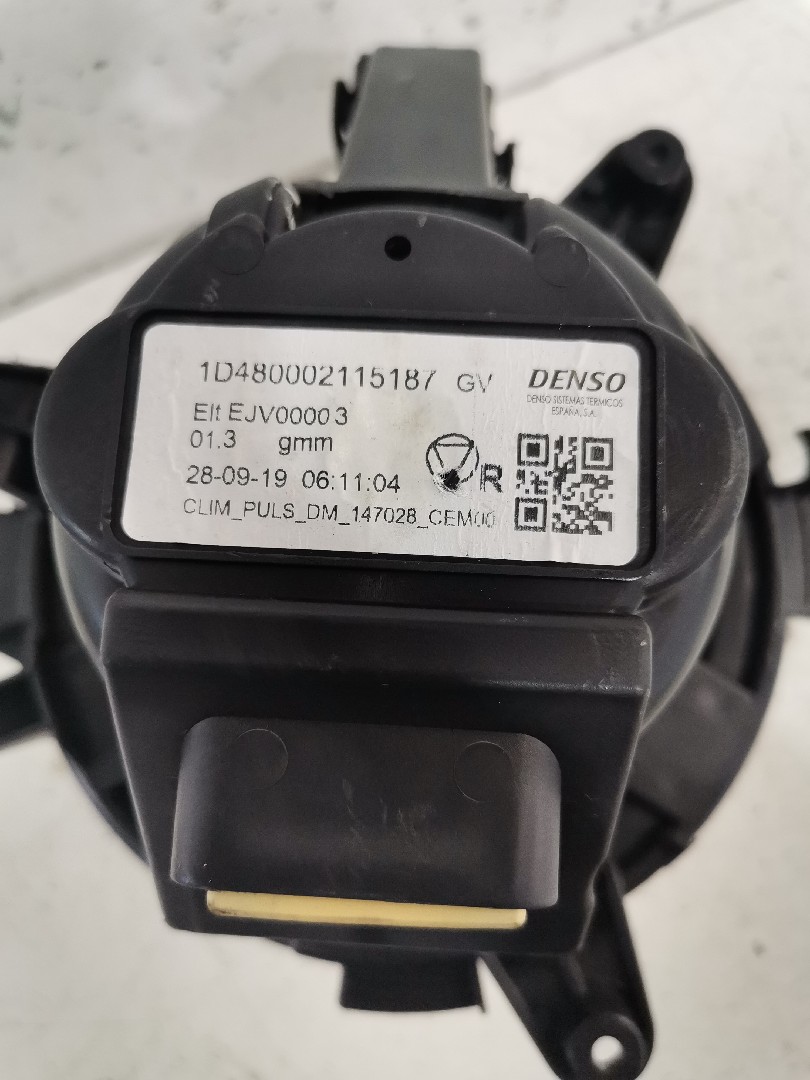 1D480002115187 GV
DENSO
DENSO SISTEMAS TERMICOS
ESPAÑA, S.A.
Elt EJV00003
01.3 gmm
28-09-19 06:11:04
R
CLIM_PULS_DM_147028_CEM00